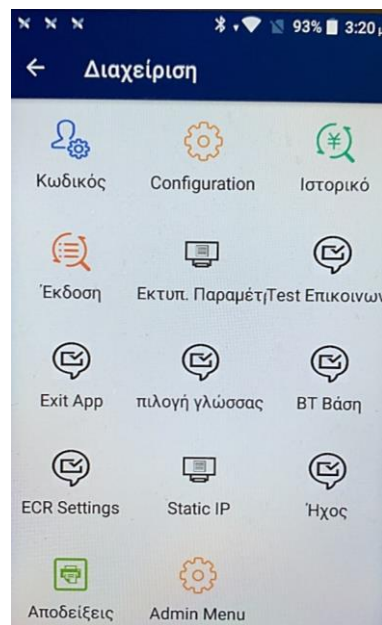 93% 3:20
Διαχείριση
¥
Κωδικός Configuration Ιστορικό
Έκδοση Εκτυπ. Παραμέτ Test Επικοινων
Exit App πιλογή γλώσσας BT Βάση
ECR Settings Static IP Ήχος
Αποδείξεις Admin Menu